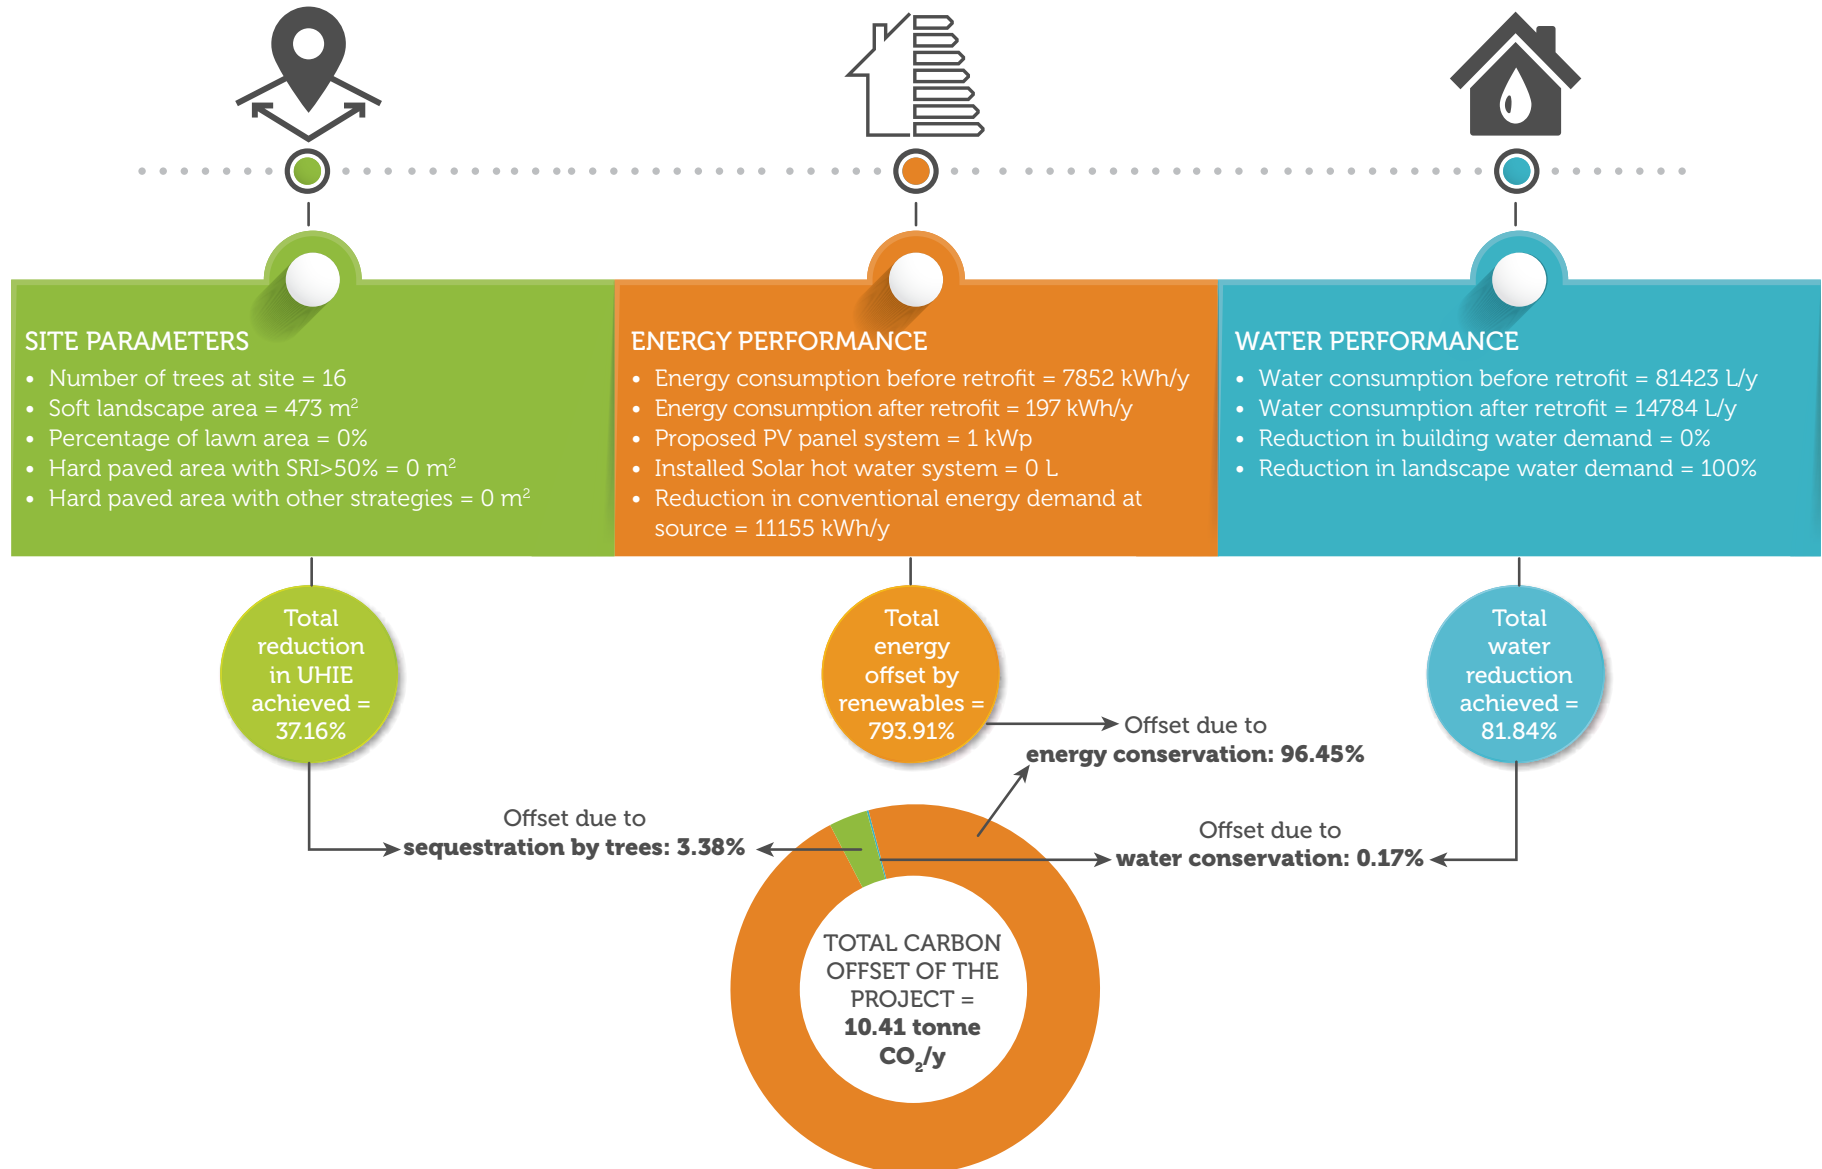 SITE PARAMETERS
• Number of trees at site = 16
• Soft landscape area = 473 m²
• Percentage of lawn area = 0%
• Hard paved area with SRI>50% = 0 m²
• Hard paved area with other strategies = 0 m²
ENERGY PERFORMANCE
• Energy consumption before retrofit = 7852 kWh/y
• Energy consumption after retrofit = 197 kWh/y
• Proposed PV panel system = 1 kWp
• Installed Solar hot water system = 0 L
• Reduction in conventional energy demand at
source = 11155 kWh/y
WATER PERFORMANCE
• Water consumption before retrofit = 81423 L/y
• Water consumption after retrofit = 14784 L/y
• Reduction in building water demand = 0%
• Reduction in landscape water demand = 100%
Total
reduction
in UHIE
achieved =
37.16%
Total
energy
offset by
renewables =
793.91%
Total
water
reduction
achieved =
81.84%
Offset due to
energy conservation: 96.45%
Offset due to
sequestration by trees: 3.38%
Offset due to
water conservation: 0.17%
TOTAL CARBON
OFFSET OF THE
PROJECT =
10.41 tonne
CO₂/y